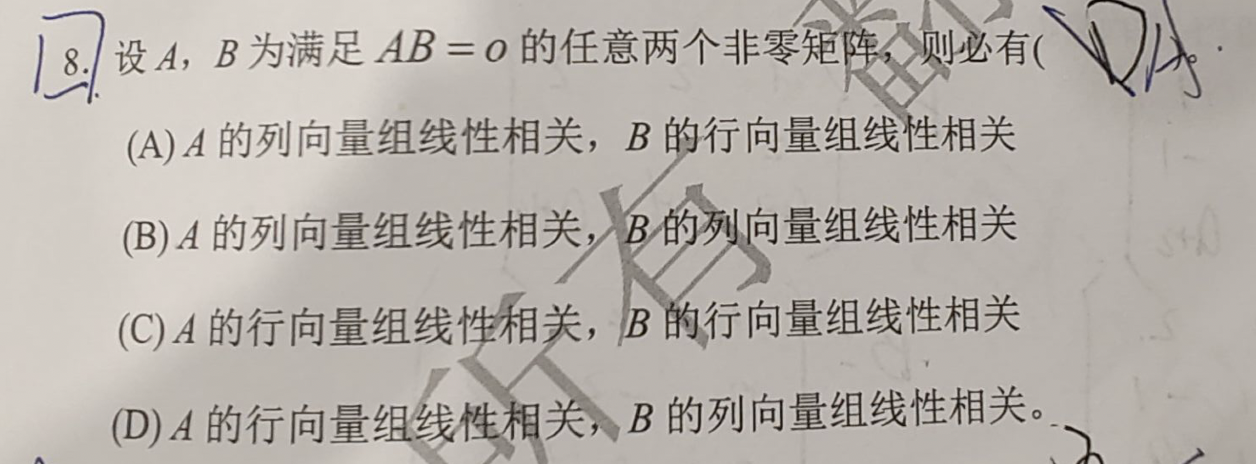 8. 设 A，B 为满足 AB = o 的任意两个非零矩阵，则必有(
(A) A 的列向量组线性相关，B 的行向量组线性相关
(B) A 的列向量组线性相关，B 的列向量组线性相关
(C) A 的行向量组线性相关，B 的行向量组线性相关
(D) A 的行向量组线性相关，B 的列向量组线性相关。
所有